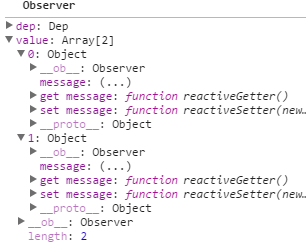 Observer
dep: Dep
value: Array[2]
0: Object
__ob__: Observer
message: (...)
get message: function reactiveGetter()
set message: function reactiveSetter(new…
__proto__: Object
1: Object
__ob__: Observer
message: (...)
get message: function reactiveGetter()
set message: function reactiveSetter(new…
__proto__: Object
__ob__: Observer
length: 2